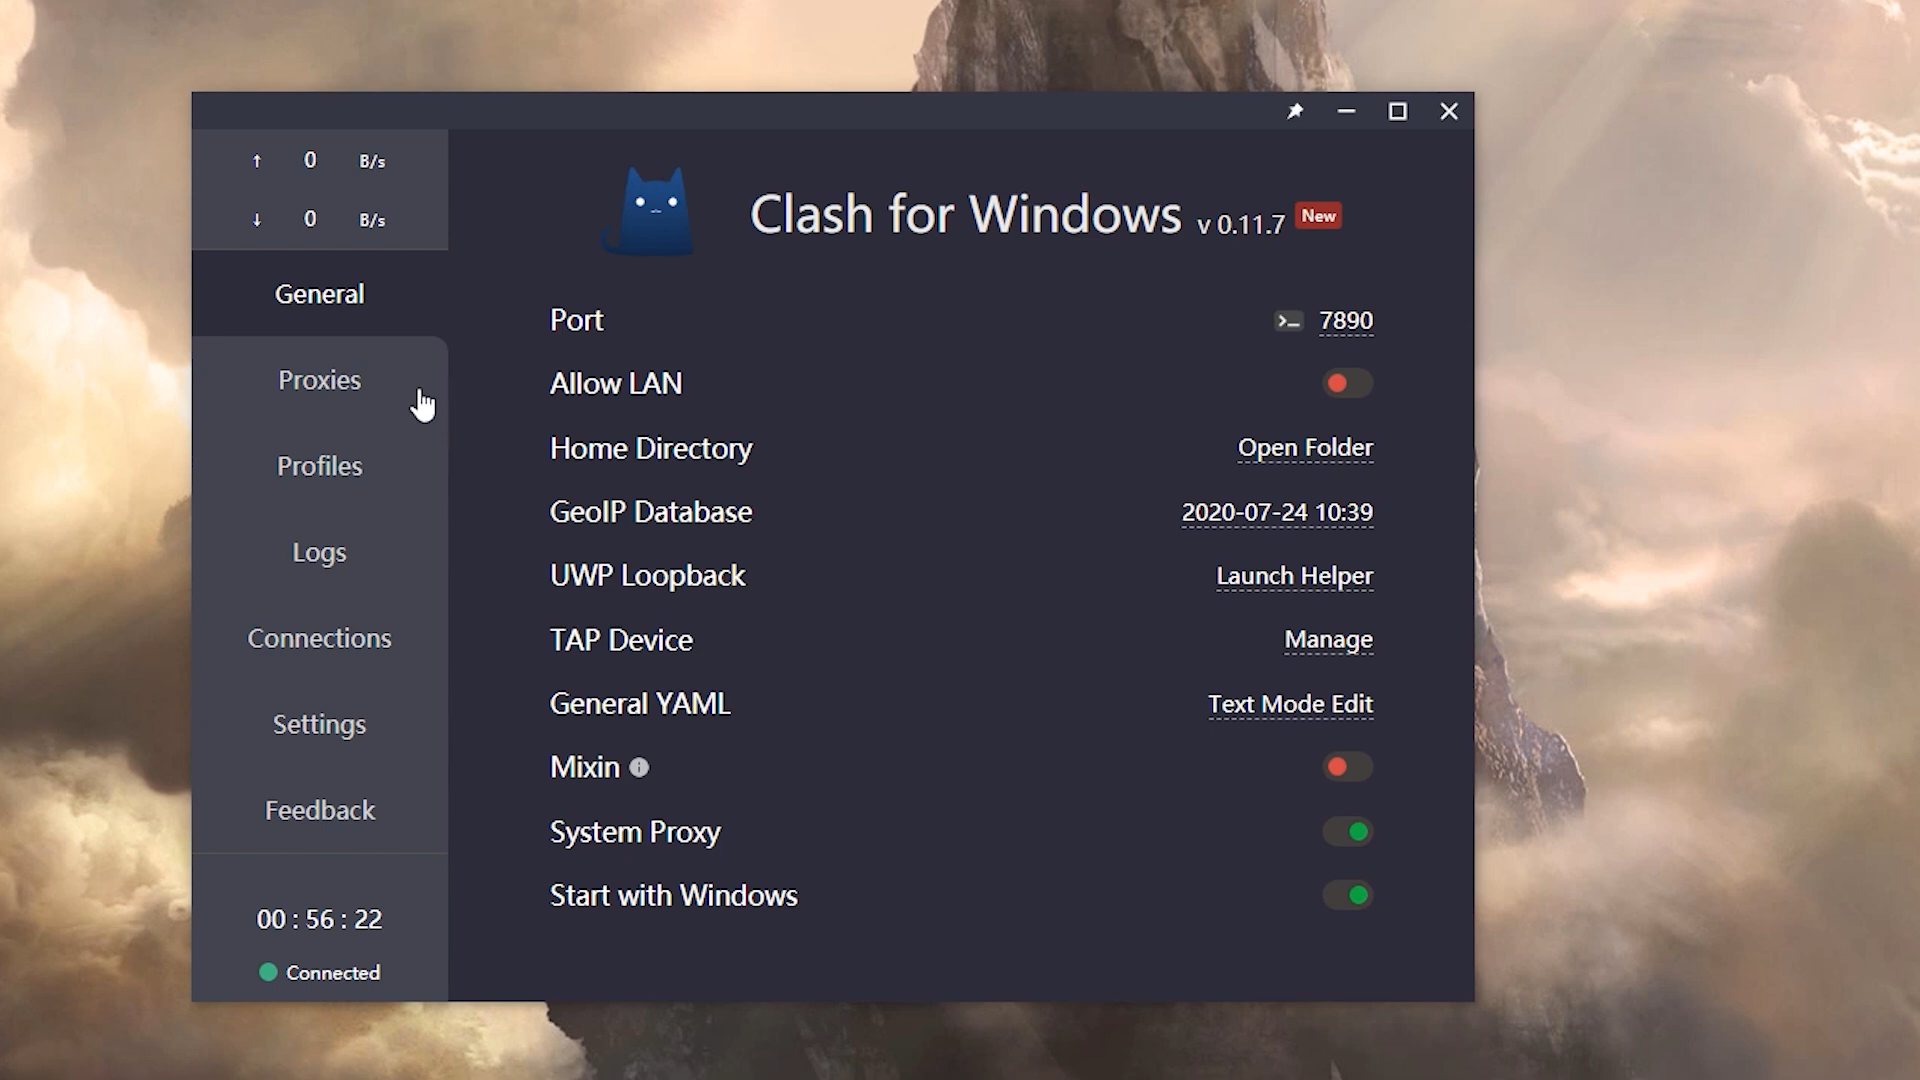 ↑ 0 B/s
↓ 0 B/s
General
Proxies
Profiles
Logs
Connections
Settings
Feedback
00 : 56 : 22
Connected
Clash for Windows v 0.11.7 New
Port >_ 7890
Allow LAN
Home Directory Open Folder
GeoIP Database 2020-07-24 10:39
UWP Loopback Launch Helper
TAP Device Manage
General YAML Text Mode Edit
Mixin
System Proxy
Start with Windows